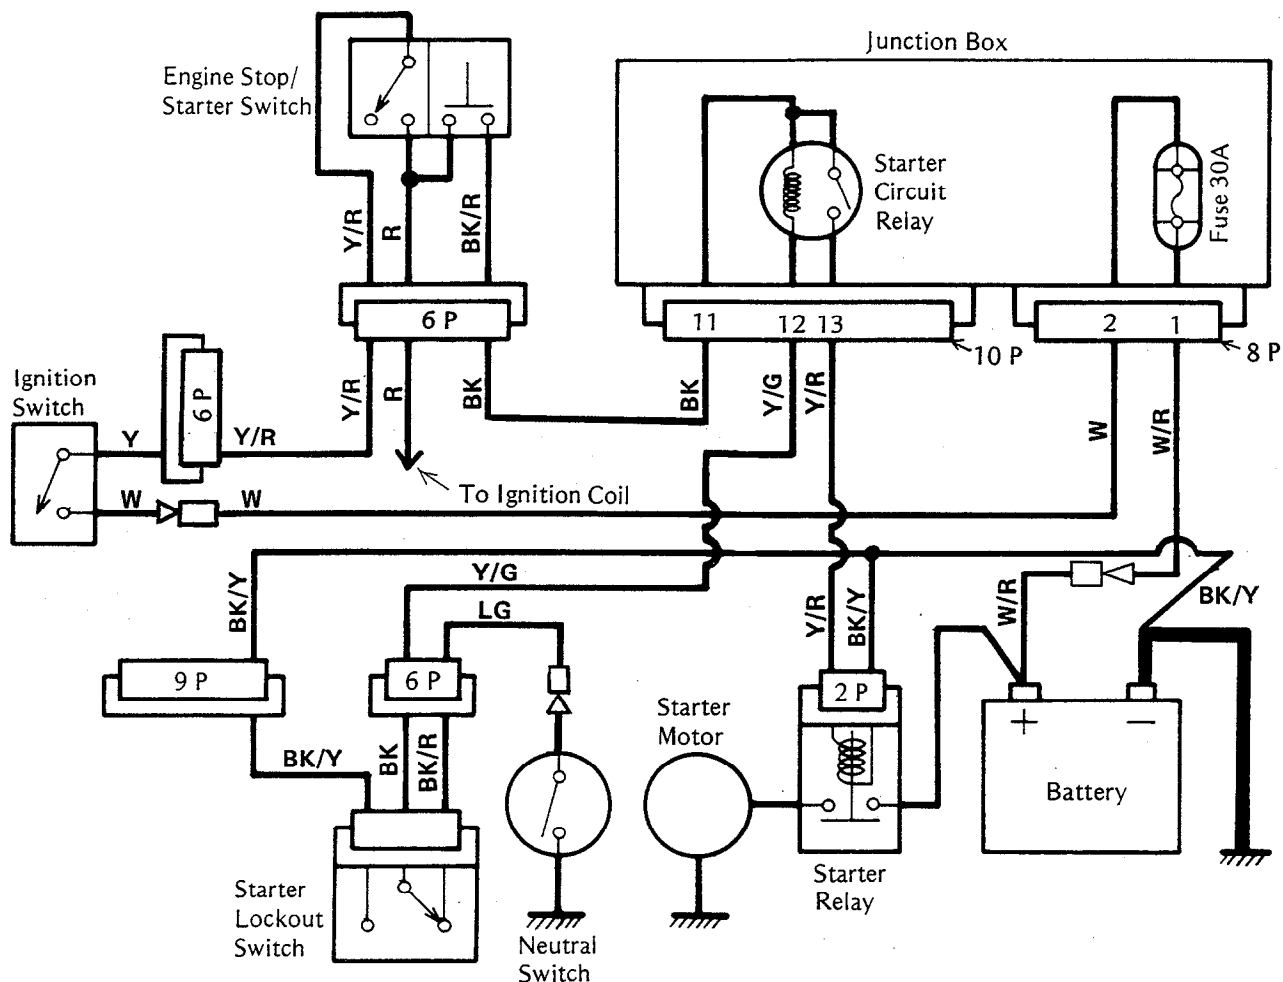 Junction Box
Engine Stop/
Starter Switch
Starter
Circuit
Relay
Fuse 30A
Y/R
R
BK/R
6 P
11
12
13
2
1
10 P
8 P
Ignition
Switch
6 P
Y
Y/R
Y/R
R
BK
BK
Y/G
Y/R
W
W/R
To Ignition Coil
W
W
Y/G
LG
BK/Y
Y/R
BK/Y
W/R
BK/Y
9 P
6 P
2 P
BK/Y
BK
BK/R
Starter
Motor
+
−
Battery
Starter
Relay
Starter
Lockout
Switch
Neutral
Switch